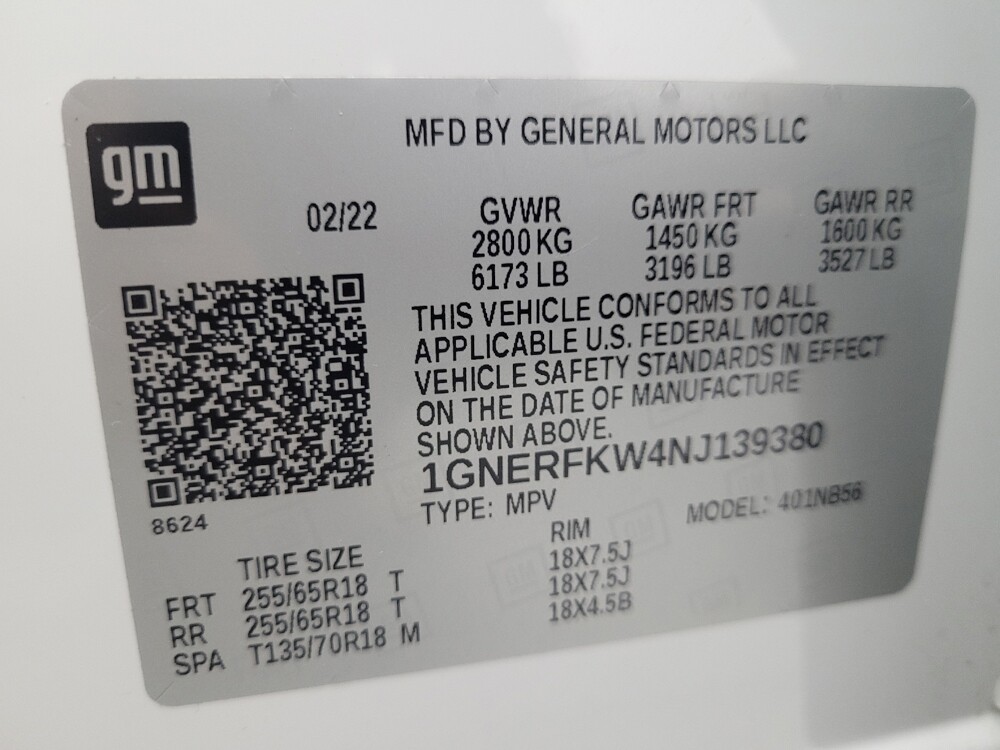 gm
MFD BY GENERAL MOTORS LLC
02/22 GVWR GAWR FRT GAWR RR
2800 KG 1450 KG 1600 KG
6173 LB 3196 LB 3527 LB
THIS VEHICLE CONFORMS TO ALL
APPLICABLE U.S. FEDERAL MOTOR
VEHICLE SAFETY STANDARDS IN EFFECT
ON THE DATE OF MANUFACTURE
SHOWN ABOVE.
1GNERFKW4NJ139380
TYPE: MPV MODEL: 401NB56
8624
TIRE SIZE RIM
FRT 255/65R18 T 18X7.5J
RR 255/65R18 T 18X7.5J
SPA T135/70R18 M 18X4.5B